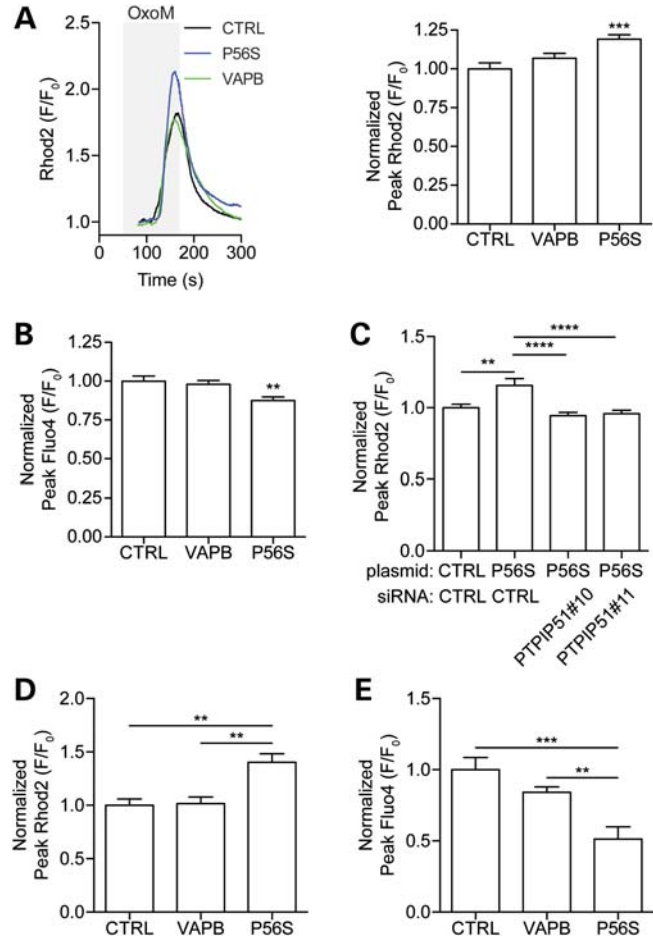 A
OxoM
CTRL
P56S
VAPB
2.5
2.0
1.5
1.0
Rhod2 (F/F0)
0 100 200 300
Time (s)
***
1.25
1.00
0.75
0.50
0.25
0.00
Normalized
Peak Rhod2 (F/F0)
CTRL VAPB P56S
B
1.25
1.00
0.75
0.50
0.25
0.00
Normalized
Peak Fluo4 (F/F0)
**
CTRL VAPB P56S
C
1.5
1.0
0.5
0.0
Normalized
Peak Rhod2 (F/F0)
****
****
**
plasmid: CTRL P56S P56S P56S
siRNA: CTRL CTRL PTPIP51#10 PTPIP51#11
D
2.0
1.5
1.0
0.5
0.0
Normalized
Peak Rhod2 (F/F0)
**
**
CTRL VAPB P56S
E
1.5
1.0
0.5
0.0
Normalized
Peak Fluo4 (F/F0)
***
**
CTRL VAPB P56S